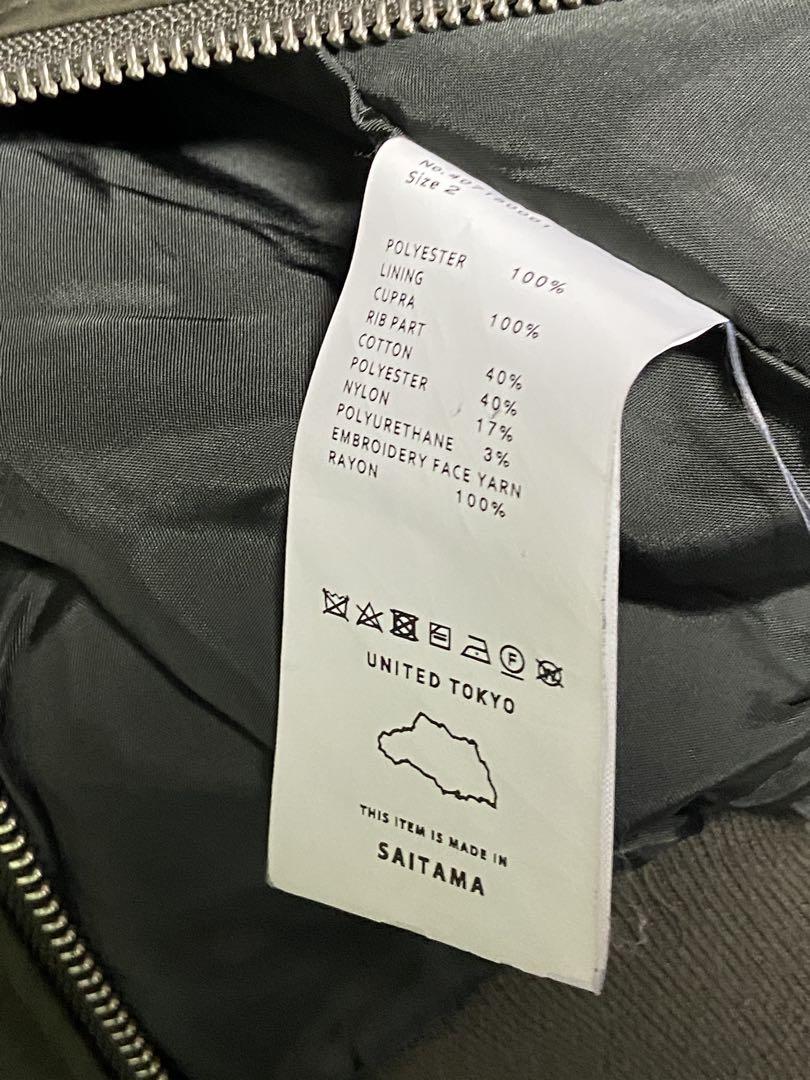 Size 2
POLYESTER 100%
LINING
CUPRA 100%
RIB PART
COTTON 40%
POLYESTER 40%
NYLON 17%
POLYURETHANE 3%
EMBROIDERY FACE YARN
RAYON 100%
F
W
UNITED TOKYO
THIS ITEM IS MADE IN
SAITAMA